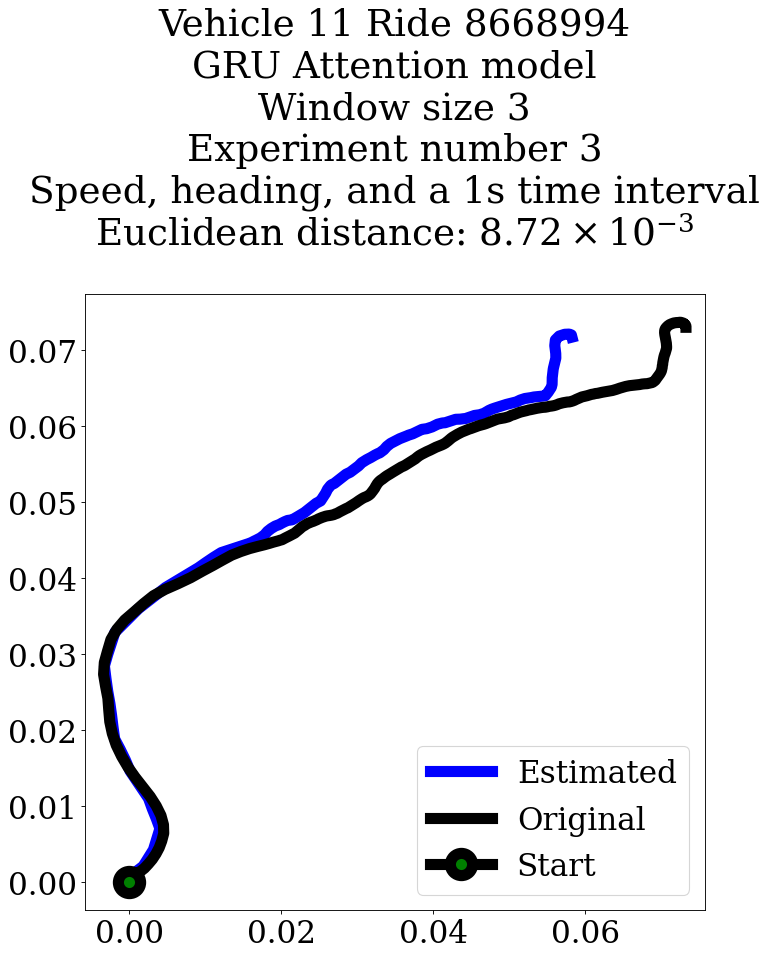 Vehicle 11 Ride 8668994
GRU Attention model
Window size 3
Experiment number 3
Speed, heading, and a 1s time interval
Euclidean distance: 8.72 × 10⁻³
0.07
0.06
0.05
0.04
0.03
0.02
0.01
0.00
Estimated
Original
Start
0.00 0.02 0.04 0.06